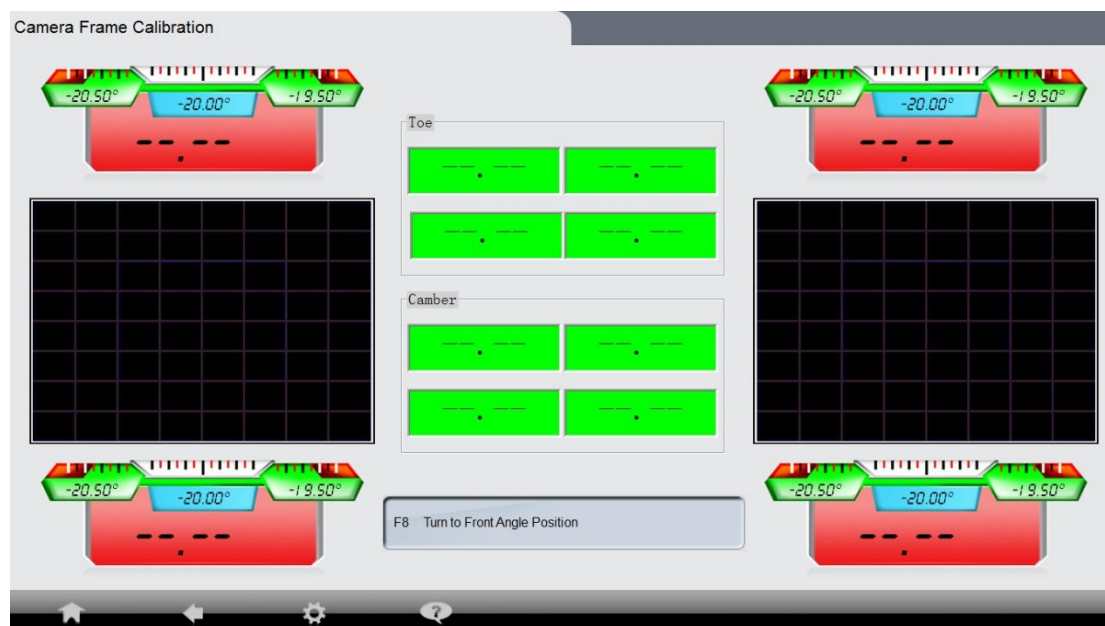 Camera Frame Calibration
-20.50° -20.00° -19.50°
-- . --
-20.50° -20.00° -19.50°
-- . --
Toe
--.-- --.--
--.-- --.--
Camber
--.-- --.--
--.-- --.--
-20.50° -20.00° -19.50°
-- . --
F8 Turn to Front Angle Position
-20.50° -20.00° -19.50°
-- . --
?